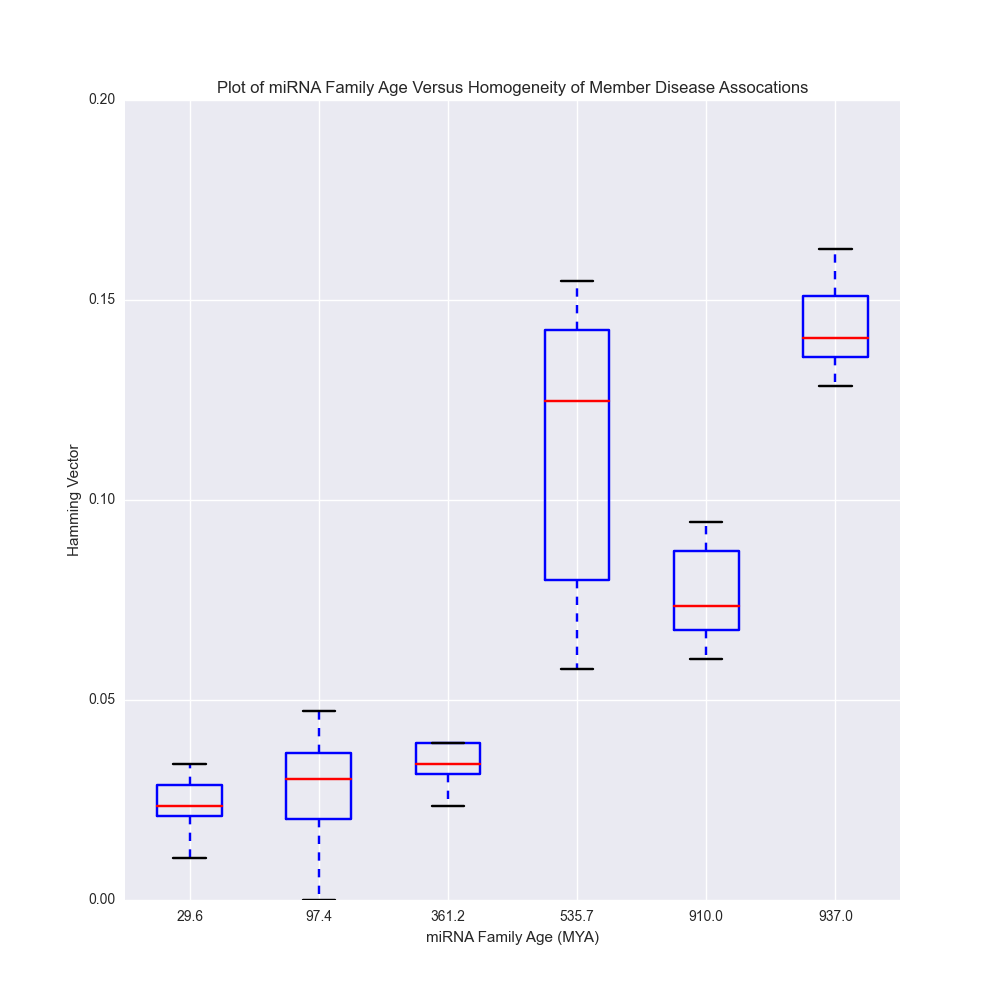 Plot of miRNA Family Age Versus Homogeneity of Member Disease Assocations
0.20
0.15
0.10
0.05
0.00
Hamming Vector
29.6 97.4 361.2 535.7 910.0 937.0
miRNA Family Age (MYA)